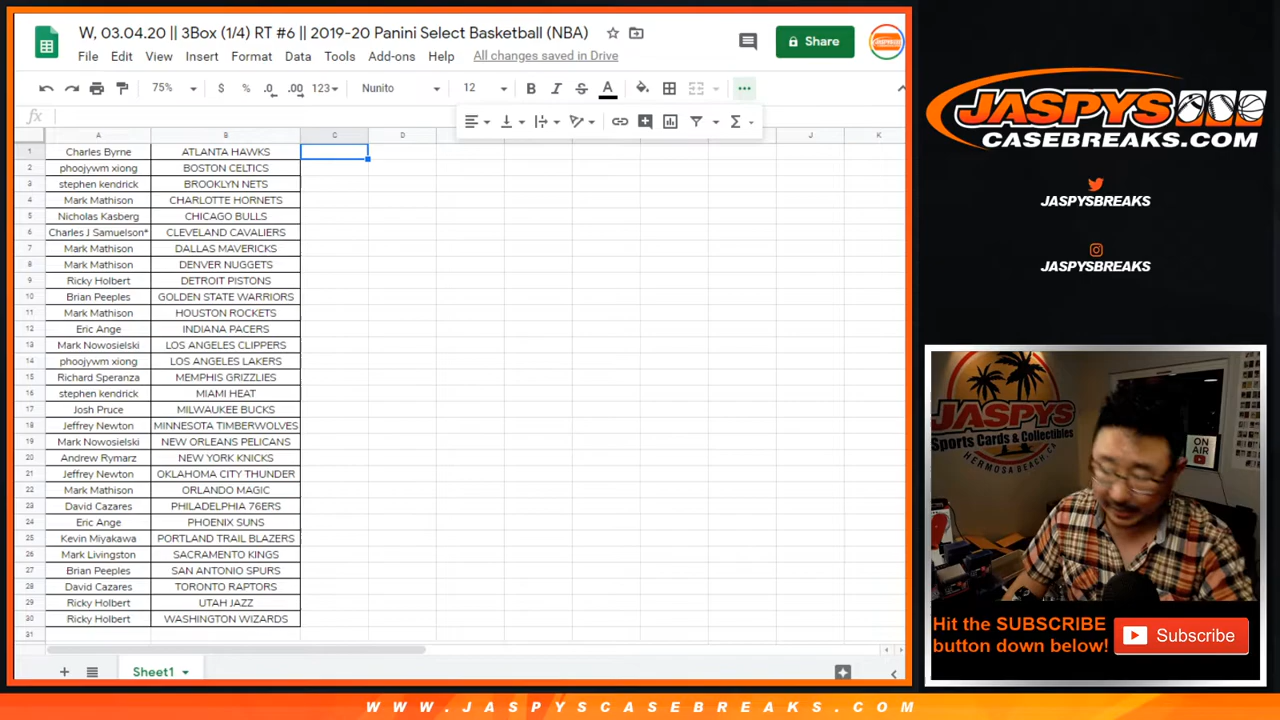 W, 03.04.20 || 3Box (1/4) RT #6 || 2019-20 Panini Select Basketball (NBA)
File Edit View Insert Format Data Tools Add-ons Help All changes saved in Drive
Share
75% $ % .0 .00 123 Nunito 12 B I S A
fx
A B C D E F G H I J K
1 Charles Byrne ATLANTA HAWKS
2 phoojywm xiong BOSTON CELTICS
3 stephen kendrick BROOKLYN NETS
4 Mark Mathison CHARLOTTE HORNETS
5 Nicholas Kasberg CHICAGO BULLS
6 Charles J Samuelson* CLEVELAND CAVALIERS
7 Mark Mathison DALLAS MAVERICKS
8 Mark Mathison DENVER NUGGETS
9 Ricky Holbert DETROIT PISTONS
10 Brian Peeples GOLDEN STATE WARRIORS
11 Mark Mathison HOUSTON ROCKETS
12 Eric Ange INDIANA PACERS
13 Mark Nowosielski LOS ANGELES CLIPPERS
14 phoojywm xiong LOS ANGELES LAKERS
15 Richard Speranza MEMPHIS GRIZZLIES
16 stephen kendrick MIAMI HEAT
17 Josh Pruce MILWAUKEE BUCKS
18 Jeffrey Newton MINNESOTA TIMBERWOLVES
19 Mark Nowosielski NEW ORLEANS PELICANS
20 Andrew Rymarz NEW YORK KNICKS
21 Jeffrey Newton OKLAHOMA CITY THUNDER
22 Mark Mathison ORLANDO MAGIC
23 David Cazares PHILADELPHIA 76ERS
24 Eric Ange PHOENIX SUNS
25 Kevin Miyakawa PORTLAND TRAIL BLAZERS
26 Mark Livingston SACRAMENTO KINGS
27 Brian Peeples SAN ANTONIO SPURS
28 David Cazares TORONTO RAPTORS
29 Ricky Holbert UTAH JAZZ
30 Ricky Holbert WASHINGTON WIZARDS
31
Sheet1
JASPYS
CASEBREAKS.COM
JASPYSBREAKS
JASPYSBREAKS
JASPYS
Sports Cards & Collectibles
HERMOSA BEACH, CA
ON
AIR
Hit the SUBSCRIBE
button down below!
Subscribe
WWW.JASPYSCASEBREAKS.COM